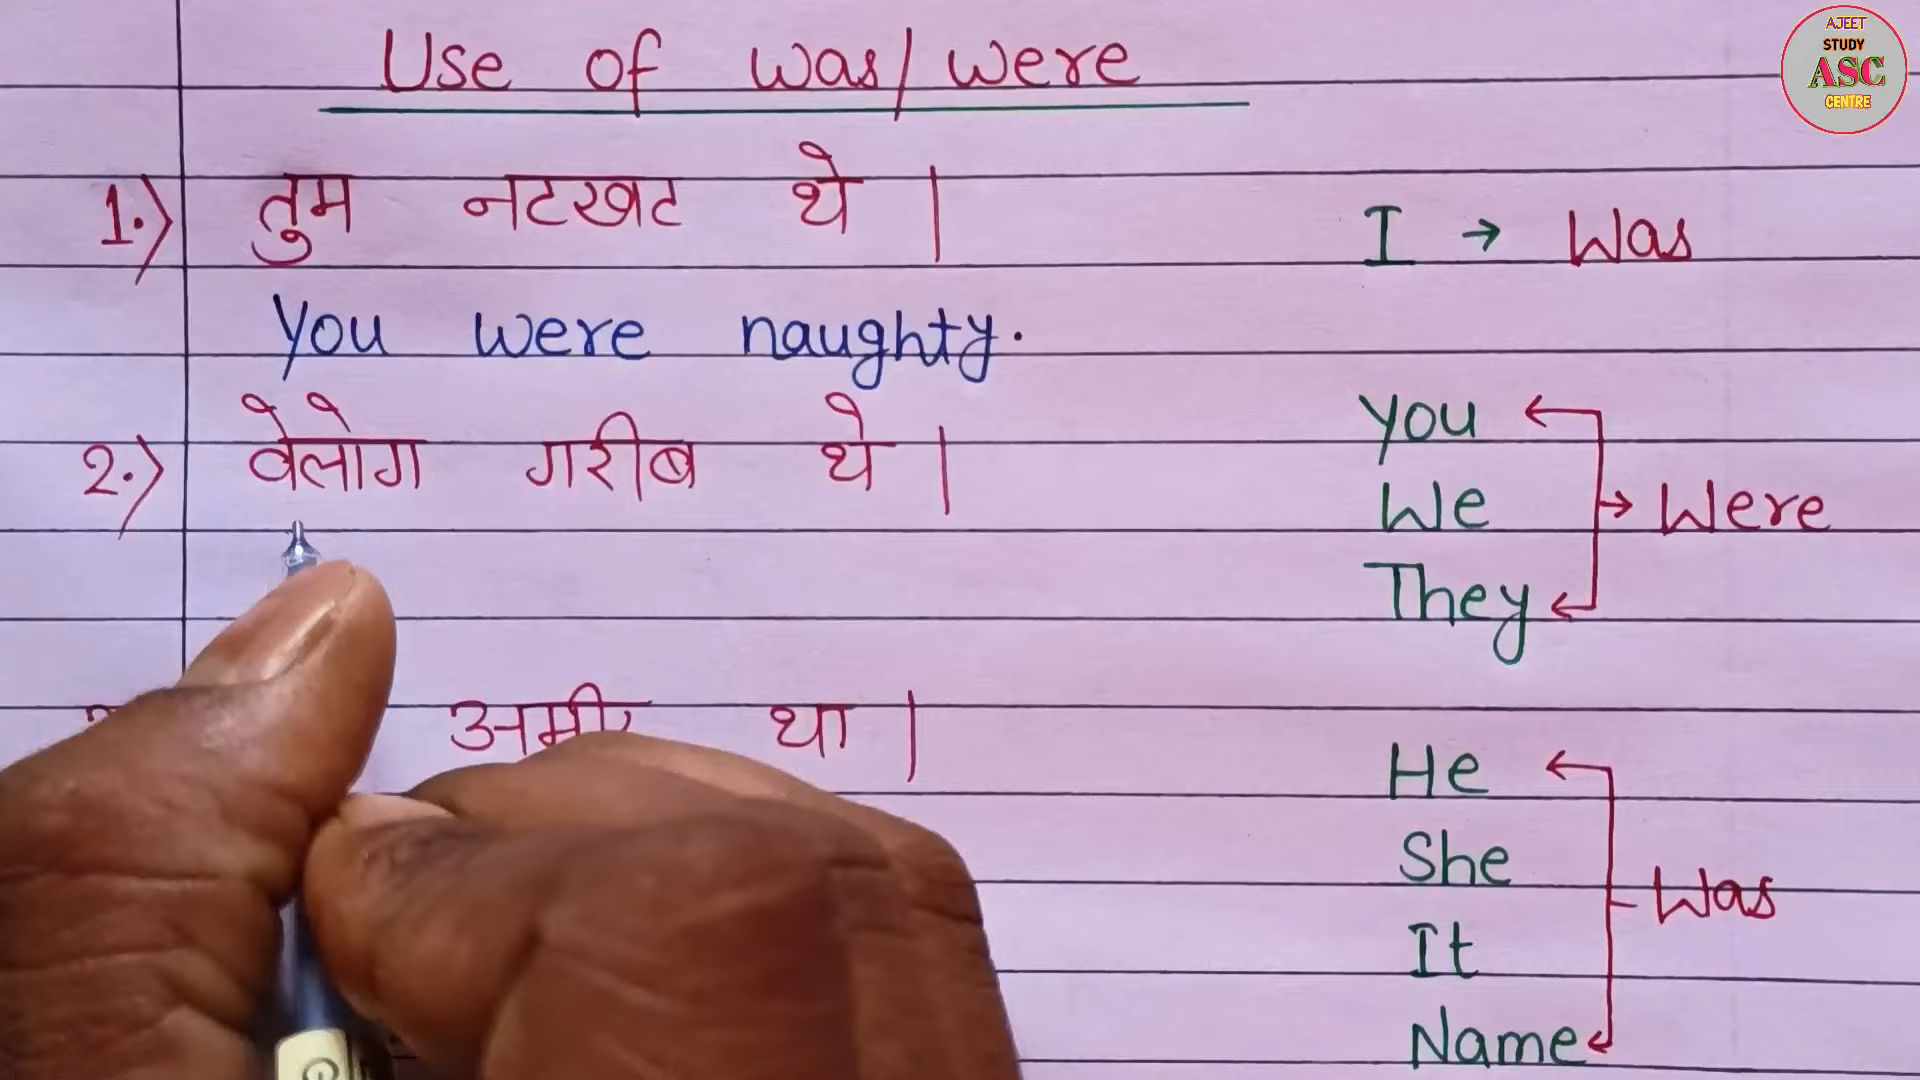 Use of was/were
1.) तुम नटखट थे |
You were naughty.
2.) वेलोग गरीब थे |
था |
I → Was
You
We → Were
They
He
She
It
Name
Was
AJEET
STUDY
ASC
CENTRE